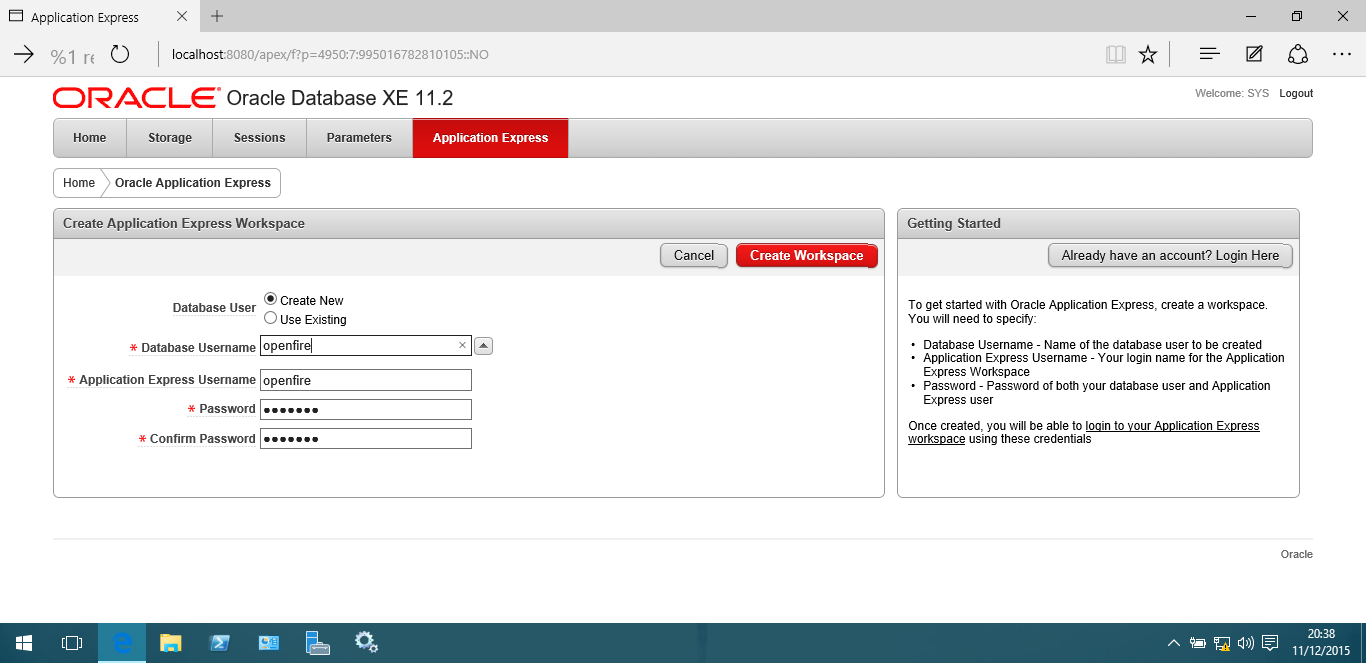 Application Express
%1 re
localhost:8080/apex/f?p=4950:7:995016782810105::NO
ORACLE Oracle Database XE 11.2
Welcome: SYS Logout
Home Storage Sessions Parameters Application Express
Home Oracle Application Express
Create Application Express Workspace
Cancel Create Workspace
Database User
Create New
Use Existing
* Database Username openfire
* Application Express Username openfire
* Password •••••••
* Confirm Password •••••••
Getting Started
Already have an account? Login Here
To get started with Oracle Application Express, create a workspace.
You will need to specify:
• Database Username - Name of the database user to be created
• Application Express Username - Your login name for the Application
Express Workspace
• Password - Password of both your database user and Application
Express user
Once created, you will be able to login to your Application Express
workspace using these credentials
Oracle
20:38
11/12/2015